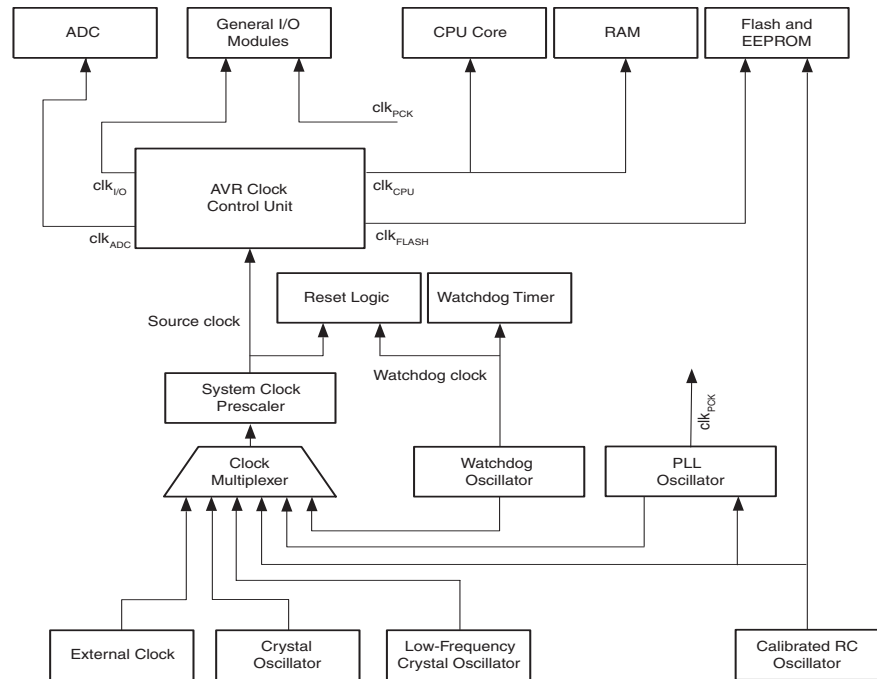 ADC
General I/O
Modules
CPU Core
RAM
Flash and
EEPROM
clkPCK
clkI/O
AVR Clock
Control Unit
clkCPU
clkADC
clkFLASH
Source clock
Reset Logic
Watchdog Timer
Watchdog clock
System Clock
Prescaler
clkPCK
Clock
Multiplexer
Watchdog
Oscillator
PLL
Oscillator
External Clock
Crystal
Oscillator
Low-Frequency
Crystal Oscillator
Calibrated RC
Oscillator